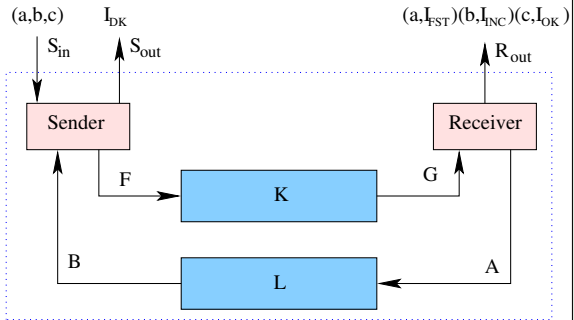 (a,b,c) I_DK (a,I_FST)(b,I_INC)(c,I_OK)
S_in S_out R_out
Sender Receiver
F K G
B L A